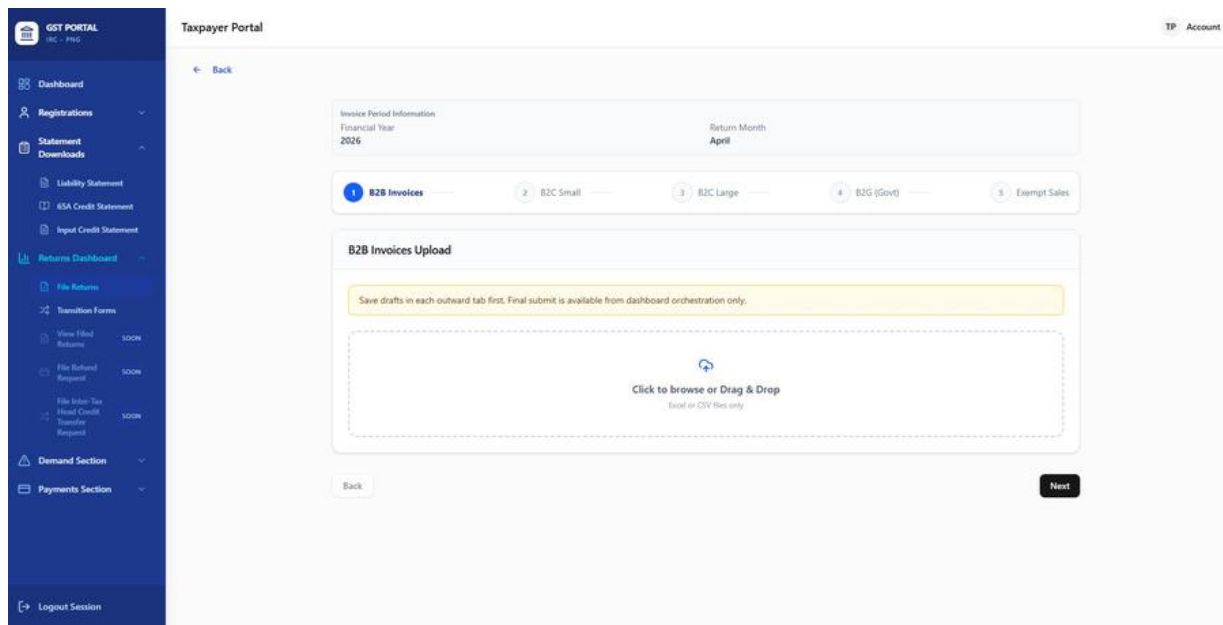 GST PORTAL
IRC - PNG
Taxpayer Portal
TP Account
Dashboard
Registrations
Statement
Downloads
Liability Statement
65A Credit Statement
Input Credit Statement
Returns Dashboard
File Returns
Transition Forms
View Filed
Returns
SOON
File Refund
Request
SOON
File Inter-Tax
Head Credit
Transfer
Request
SOON
Demand Section
Payments Section
Logout Session
← Back
Invoice Period Information
Financial Year
2026
Return Month
April
1 B2B Invoices
2 B2C Small
3 B2C Large
4 B2G (Govt)
5 Exempt Sales
B2B Invoices Upload
Save drafts in each outward tab first. Final submit is available from dashboard orchestration only.
Click to browse or Drag & Drop
Excel or CSV files only
Back
Next